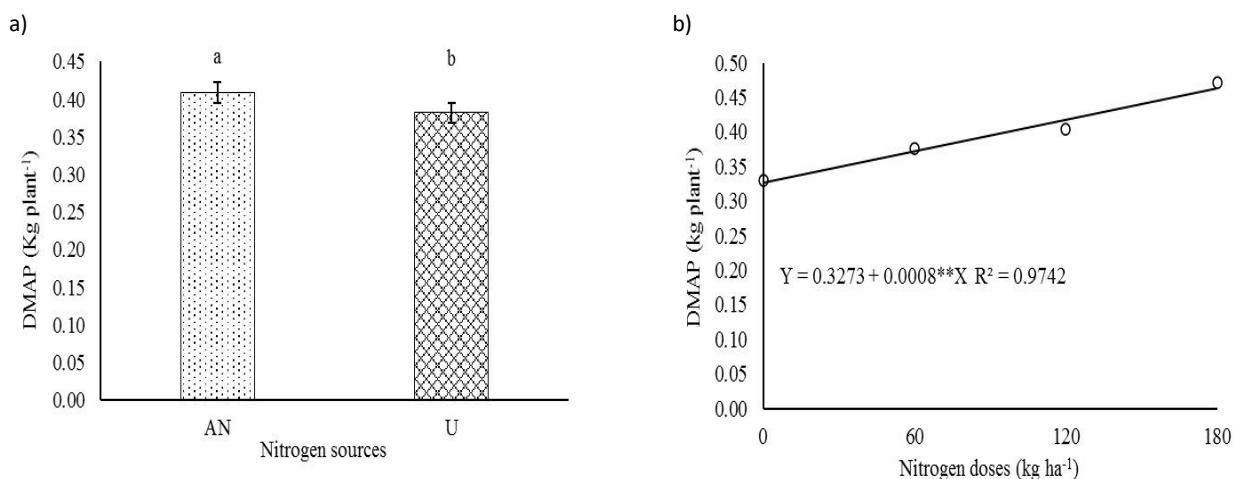 a)
a b
0.45
0.40
0.35
0.30
0.25
0.20
0.15
0.10
0.05
0.00
DMAP (Kg plant⁻¹)
AN U
Nitrogen sources
b)
0.50
0.45
0.40
0.35
0.30
0.25
0.20
0.15
0.10
0.05
0.00
DMAP (kg plant⁻¹)
Y = 0.3273 + 0.0008**X R² = 0.9742
0 60 120 180
Nitrogen doses (kg ha⁻¹)